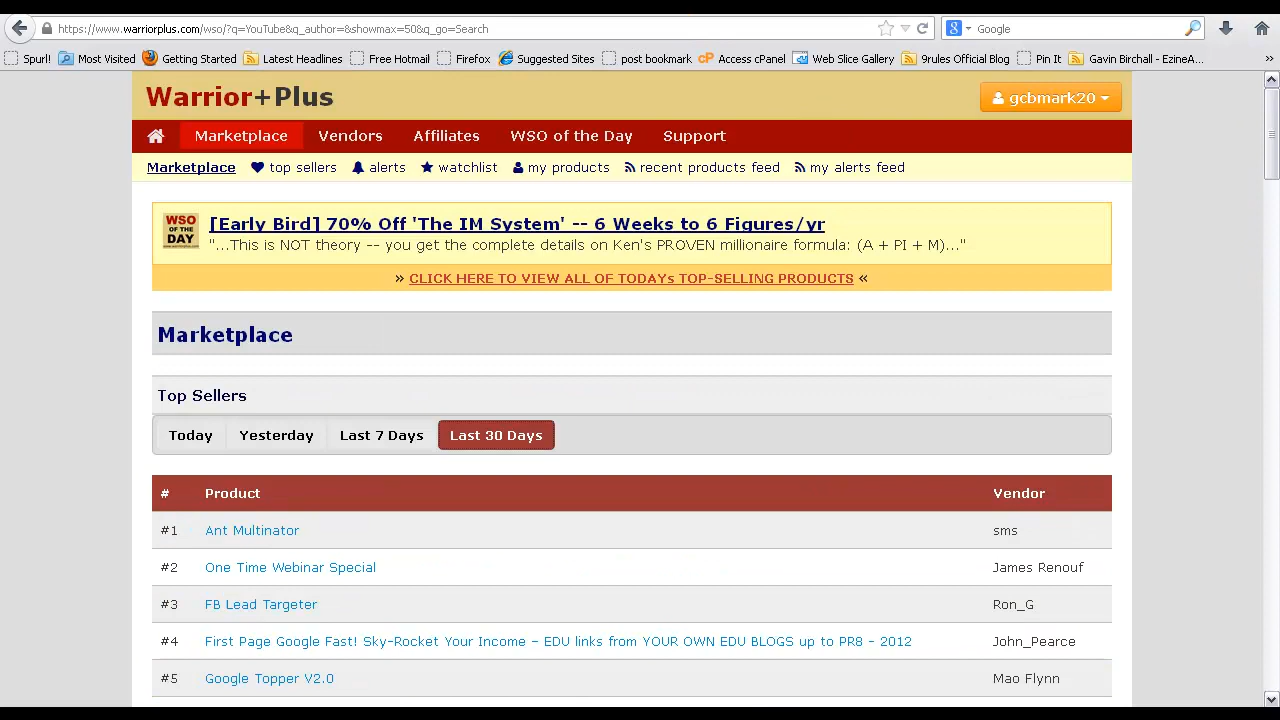 https://www.warriorplus.com/wso/?q=YouTube&q_author=&showmax=50&q_go=Search
Google
Spurl! Most Visited Getting Started Latest Headlines Free Hotmail Firefox Suggested Sites post bookmark cP Access cPanel Web Slice Gallery 9rules Official Blog Pin It Gavin Birchall - EzineA... »
Warrior+Plus
gcbmark20
Marketplace Vendors Affiliates WSO of the Day Support
Marketplace top sellers alerts watchlist my products recent products feed my alerts feed
WSO OF THE DAY
[Early Bird] 70% Off 'The IM System' -- 6 Weeks to 6 Figures/yr
"...This is NOT theory -- you get the complete details on Ken's PROVEN millionaire formula: (A + PI + M)..."
» CLICK HERE TO VIEW ALL OF TODAYs TOP-SELLING PRODUCTS «
Marketplace
Top Sellers
Today Yesterday Last 7 Days Last 30 Days
# Product Vendor
#1 Ant Multinator sms
#2 One Time Webinar Special James Renouf
#3 FB Lead Targeter Ron_G
#4 First Page Google Fast! Sky-Rocket Your Income – EDU links from YOUR OWN EDU BLOGS up to PR8 - 2012 John_Pearce
#5 Google Topper V2.0 Mao Flynn